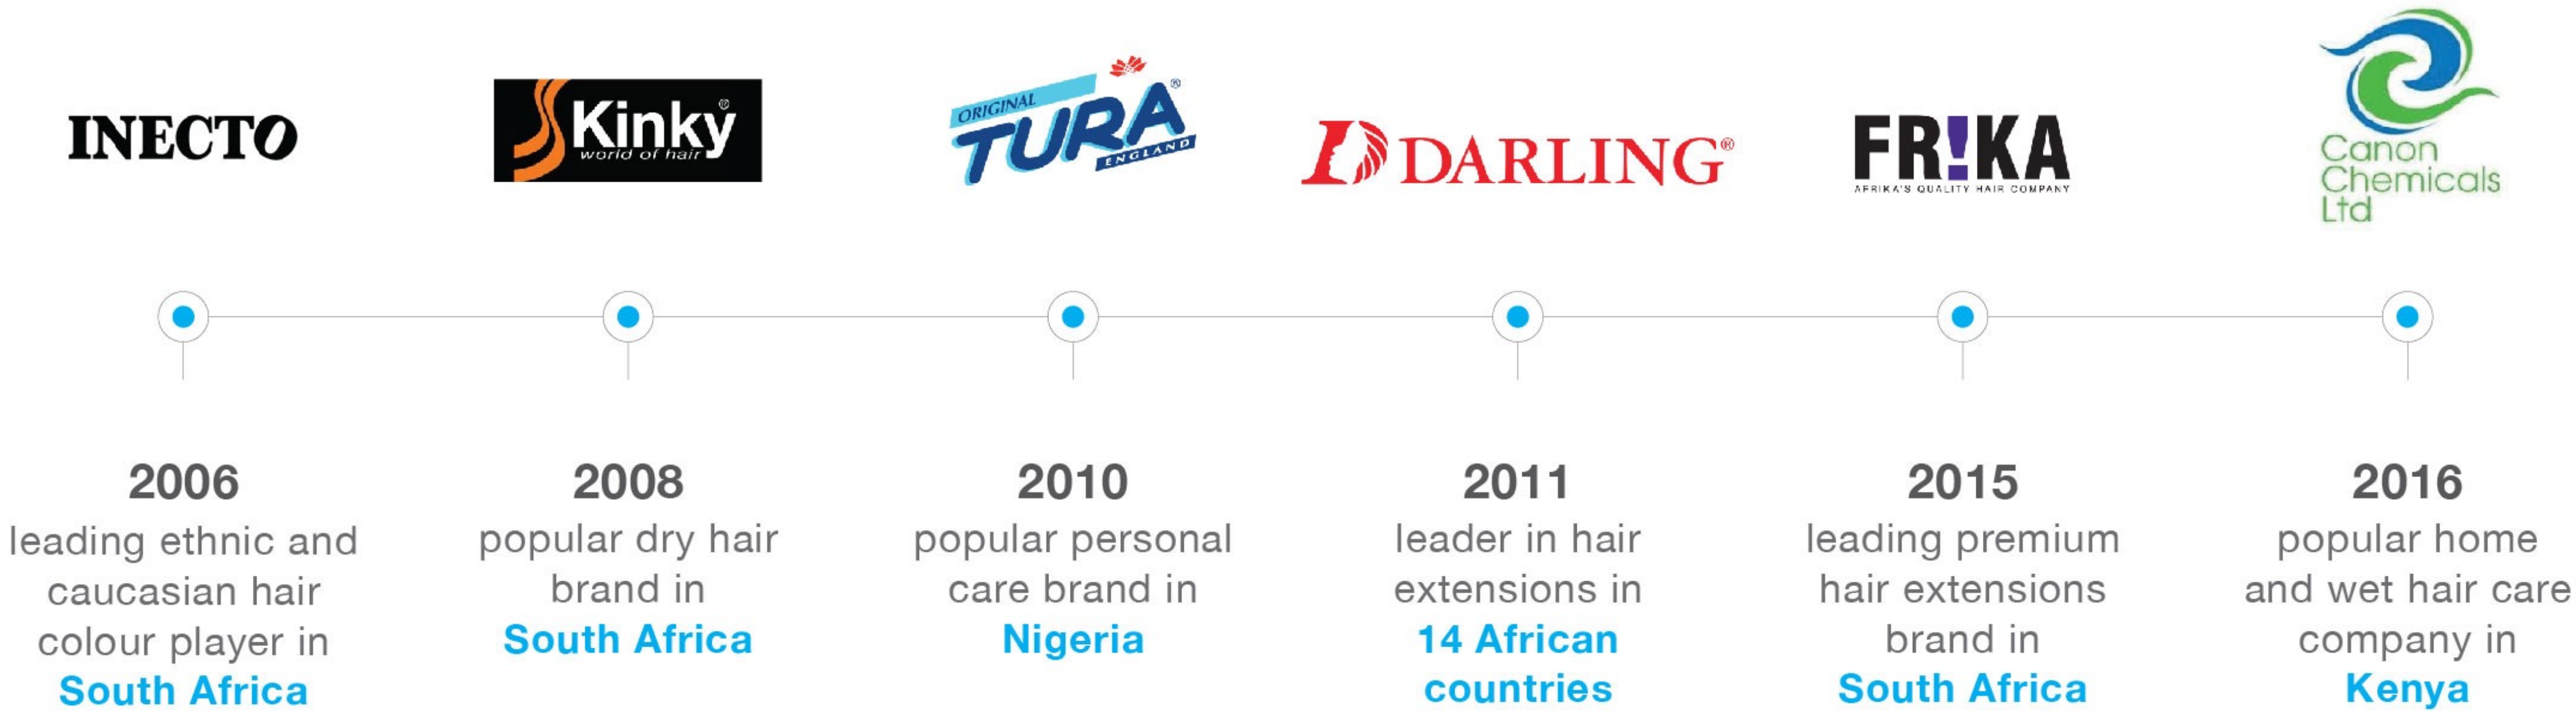 INECTO
Kinky®
world of hair
ORIGINAL
TURA®
ENGLAND
DARLING®
FR!KA
AFRIKA'S QUALITY HAIR COMPANY
Canon
Chemicals
Ltd
2006
leading ethnic and
caucasian hair
colour player in
South Africa
2008
popular dry hair
brand in
South Africa
2010
popular personal
care brand in
Nigeria
2011
leader in hair
extensions in
14 African
countries
2015
leading premium
hair extensions
brand in
South Africa
2016
popular home
and wet hair care
company in
Kenya